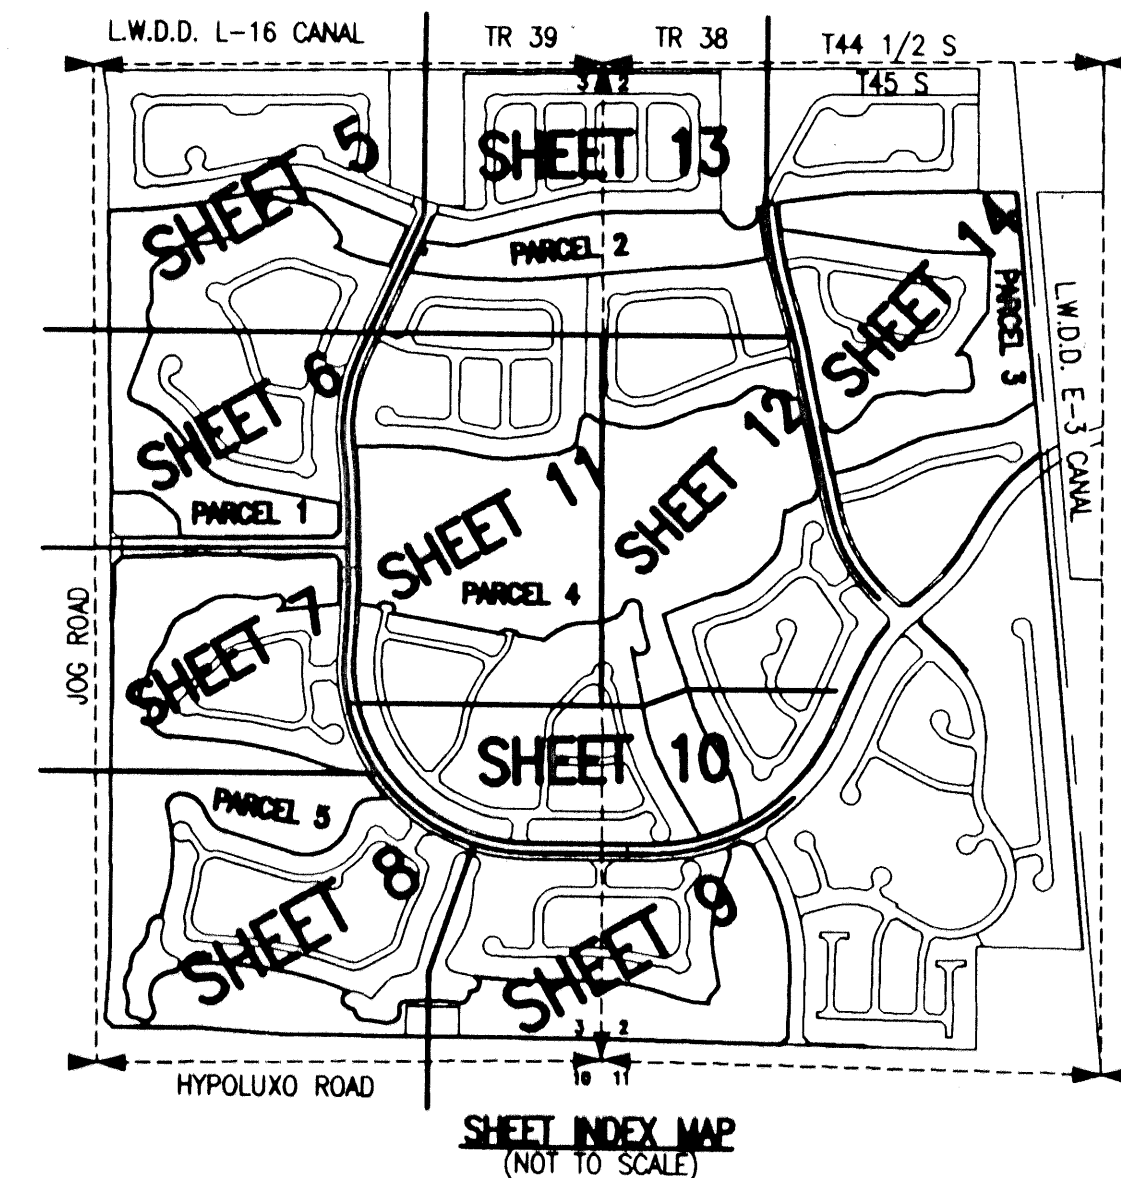 L.W.D.D. L-16 CANAL
TR 39
TR 38
T44 1/2 S
T45 S
3 2
SHEET 5
SHEET 13
SHEET 14
PARCEL 2
PARCEL 3
L.W.D.D. E-3 CANAL
SHEET 6
SHEET 11
SHEET 12
PARCEL 1
PARCEL 4
JOG ROAD
SHEET 7
SHEET 10
PARCEL 5
SHEET 8
SHEET 9
3 2
10 11
HYPOLUXO ROAD
SHEET INDEX MAP
(NOT TO SCALE)